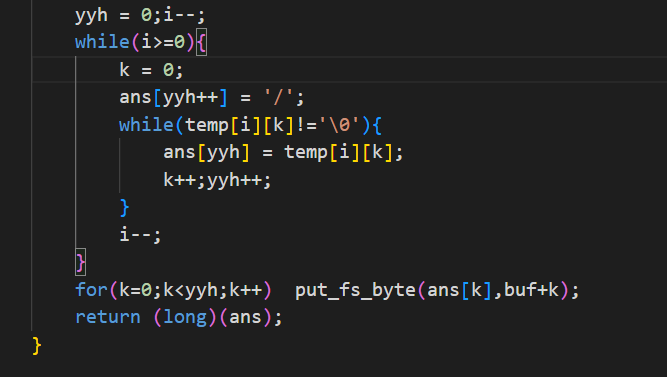 yyh = 0;i--;
while(i>=0){
k = 0;
ans[yyh++] = '/';
while(temp[i][k]!='\0'){
ans[yyh] = temp[i][k];
k++;yyh++;
}
i--;
}
for(k=0;k<yyh;k++)  put_fs_byte(ans[k],buf+k);
return (long)(ans);
}